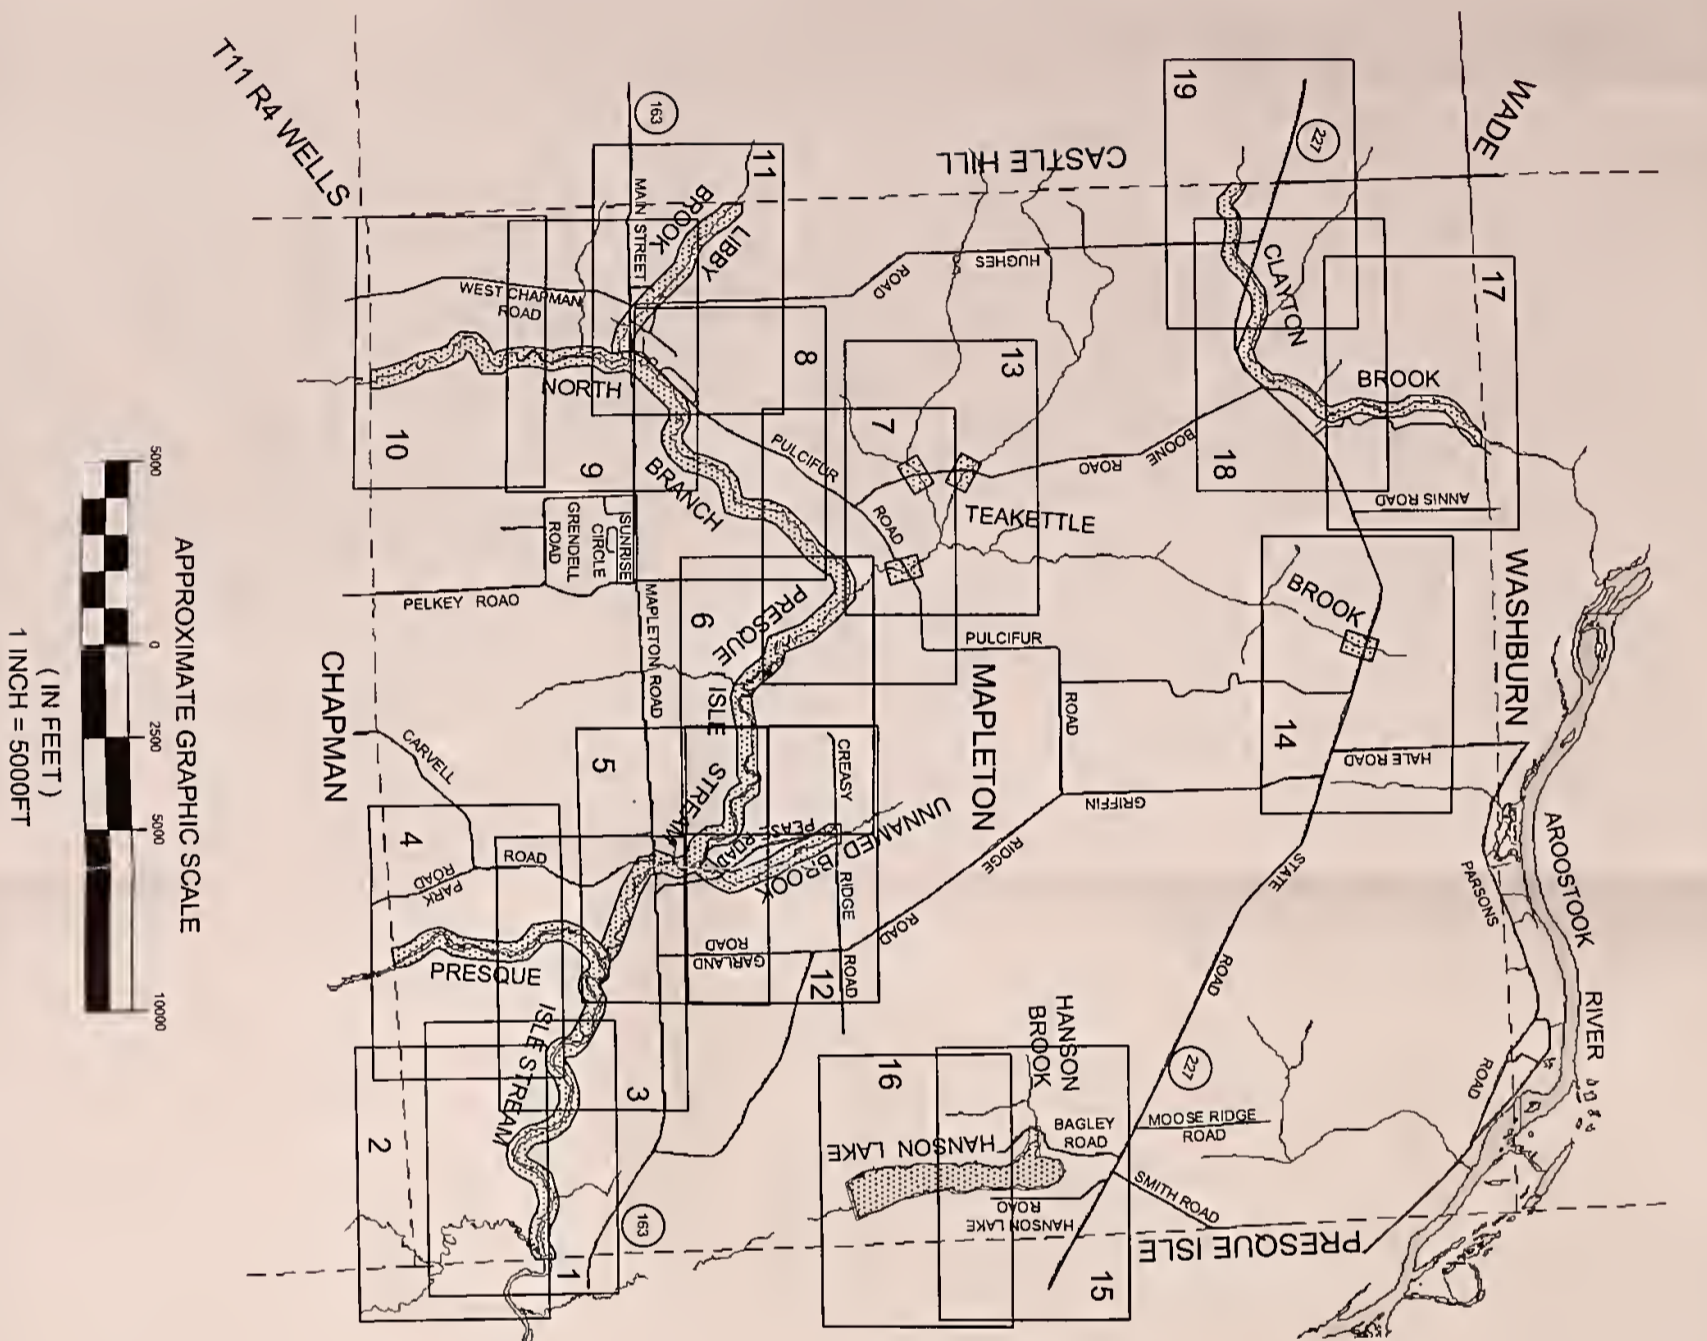 T11 R4 WELLS
163
MAIN STREET
11
LIBBY
BROOK
CASTLE HILL
19
227
WADE
HUGHES
ROAD
CLAYTON
17
BROOK
WEST CHAPMAN
ROAD
NORTH
10
9
8
13
7
PULCIFUR
ROAD
BRANCH
BOONE
ROAD
18
ANNIS ROAD
TEAKETTLE
BROOK
WASHBURN
SUNRISE
CIRCLE
GRENDELL
ROAD
PELKEY ROAD
MAPLETON ROAD
6
PRESQUE
ISLE
STREAM
PULCIFUR
ROAD
MAPLETON
14
HALE ROAD
GRIFFIN
RIDGE
ROAD
CHAPMAN
CARVELL
ROAD
5
CREASY
RIDGE
ROAD
PEASE
ROAD
UNNAMED
BROOK
4
PARK
ROAD
GARLAND
ROAD
12
STATE
ROAD
227
PARSONS
ROAD
AROOSTOOK
RIVER
PRESQUE
ISLE STREAM
3
2
1
163
HANSON
BROOK
16
HANSON LAKE
BAGLEY
ROAD
MOOSE RIDGE
ROAD
SMITH ROAD
HANSON LAKE
ROAD
15
PRESQUE ISLE
APPROXIMATE GRAPHIC SCALE
5000
0
2500
5000
10000
( IN FEET )
1 INCH = 5000FT